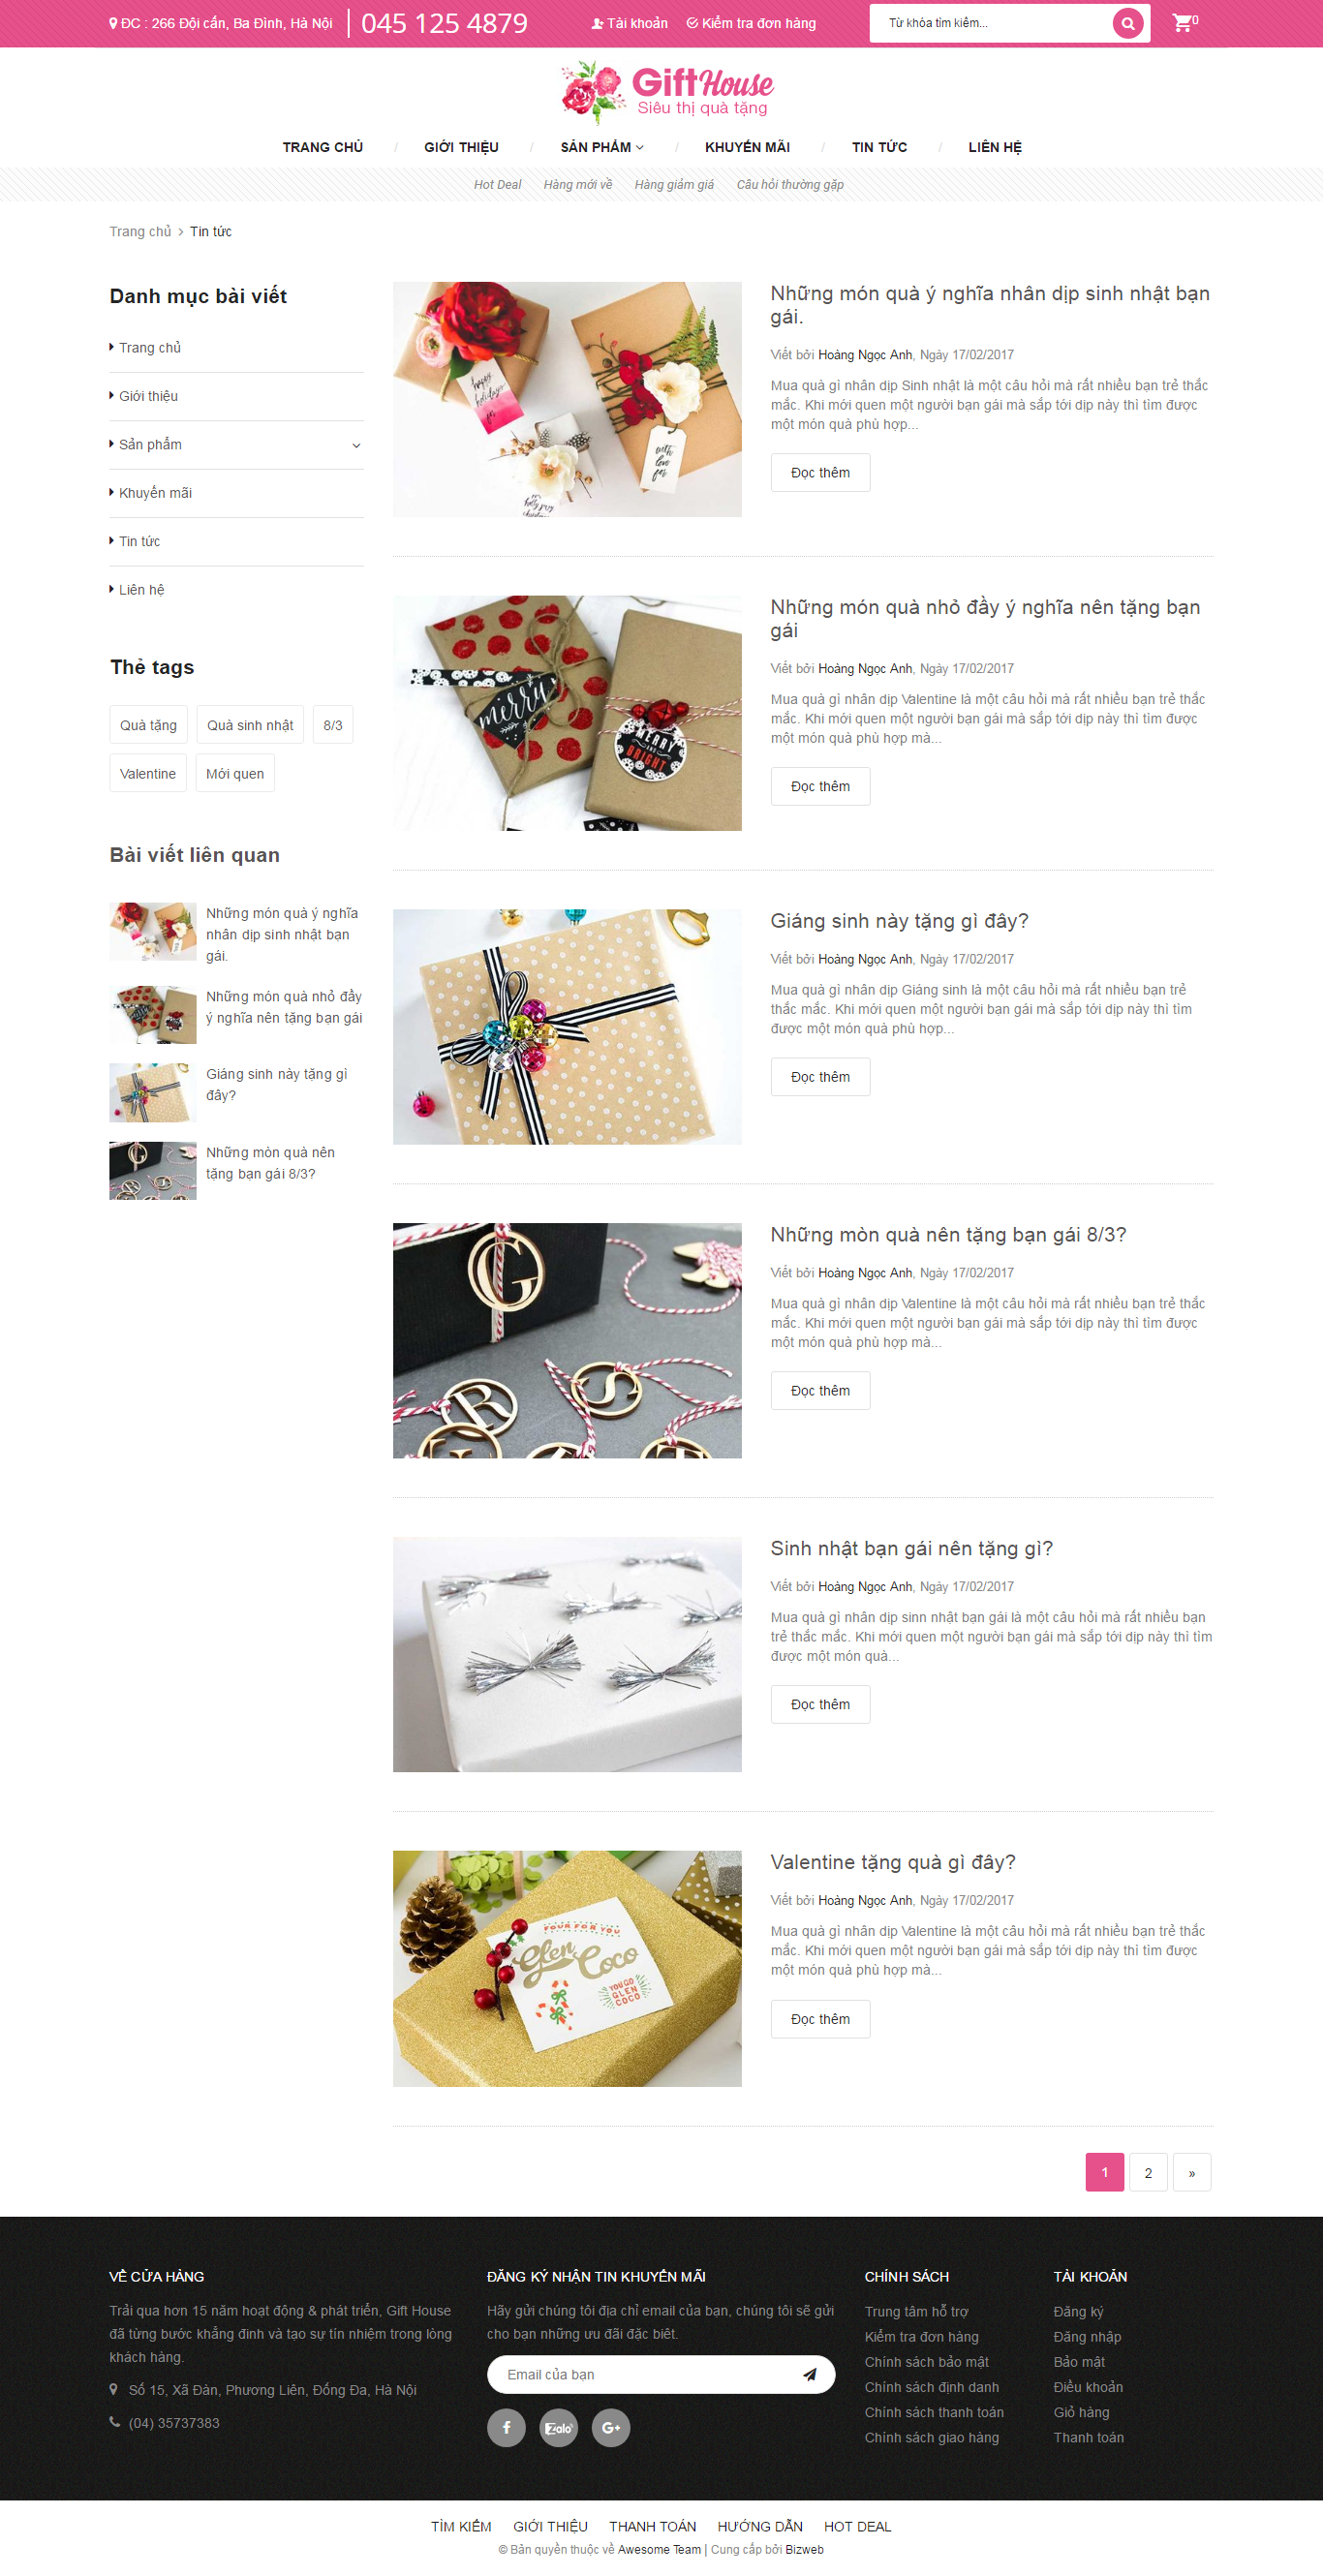 ĐC : 266 Đội cấn, Ba Đình, Hà Nội
045 125 4879
Tài khoản
Kiểm tra đơn hàng
Từ khóa tìm kiếm...
0
Gift House
Siêu thị quà tặng
TRANG CHỦ / GIỚI THIỆU / SẢN PHẨM / KHUYẾN MÃI / TIN TỨC / LIÊN HỆ
Hot Deal Hàng mới về Hàng giảm giá Câu hỏi thường gặp
Trang chủ > Tin tức
Danh mục bài viết
Trang chủ
Giới thiệu
Sản phẩm
Khuyến mãi
Tin tức
Liên hệ
Thẻ tags
Quà tặng Quà sinh nhật 8/3
Valentine Mới quen
Bài viết liên quan
Những món quà ý nghĩa
nhân dịp sinh nhật bạn
gái.
Những món quà nhỏ đầy
ý nghĩa nên tặng bạn gái
Giáng sinh này tặng gì
đây?
Những mòn quà nên
tặng bạn gái 8/3?
happy
holidays
for
with
love
for
Những món quà ý nghĩa nhân dịp sinh nhật bạn
gái.
Viết bởi Hoàng Ngọc Anh, Ngày 17/02/2017
Mua quà gì nhân dịp Sinh nhật là một câu hỏi mà rất nhiều bạn trẻ thắc
mắc. Khi mới quen một người bạn gái mà sắp tới dịp này thì tìm được
một món quà phù hợp...
Đọc thêm
merry
MERRY
AND
BRIGHT
Những món quà nhỏ đầy ý nghĩa nên tặng bạn
gái
Viết bởi Hoàng Ngọc Anh, Ngày 17/02/2017
Mua quà gì nhân dịp Valentine là một câu hỏi mà rất nhiều bạn trẻ thắc
mắc. Khi mới quen một người bạn gái mà sắp tới dịp này thì tìm được
một món quà phù hợp mà...
Đọc thêm
Giáng sinh này tặng gì đây?
Viết bởi Hoàng Ngọc Anh, Ngày 17/02/2017
Mua quà gì nhân dịp Giáng sinh là một câu hỏi mà rất nhiều bạn trẻ
thắc mắc. Khi mới quen một người bạn gái mà sắp tới dịp này thì tìm
được một món quà phù hợp...
Đọc thêm
G
R
S
Những mòn quà nên tặng bạn gái 8/3?
Viết bởi Hoàng Ngọc Anh, Ngày 17/02/2017
Mua quà gì nhân dịp Valentine là một câu hỏi mà rất nhiều bạn trẻ thắc
mắc. Khi mới quen một người bạn gái mà sắp tới dịp này thì tìm được
một món quà phù hợp mà...
Đọc thêm
Sinh nhật bạn gái nên tặng gì?
Viết bởi Hoàng Ngọc Anh, Ngày 17/02/2017
Mua quà gì nhân dịp sinn nhật bạn gái là một câu hỏi mà rất nhiều bạn
trẻ thắc mắc. Khi mới quen một người bạn gái mà sắp tới dịp này thì tìm
được một món quà...
Đọc thêm
FOUR FOR YOU
Glen
Coco
YOU GO
GLEN
COCO
Valentine tặng quà gì đây?
Viết bởi Hoàng Ngọc Anh, Ngày 17/02/2017
Mua quà gì nhân dịp Valentine là một câu hỏi mà rất nhiều bạn trẻ thắc
mắc. Khi mới quen một người bạn gái mà sắp tới dịp này thì tìm được
một món quà phù hợp mà...
Đọc thêm
1 2 »
VỀ CỬA HÀNG
Trải qua hơn 15 năm hoạt động & phát triển, Gift House
đã từng bước khẳng đinh và tạo sự tín nhiệm trong lòng
khách hàng.
Số 15, Xã Đàn, Phương Liên, Đống Đa, Hà Nội
(04) 35737383
ĐĂNG KÝ NHẬN TIN KHUYẾN MÃI
Hãy gửi chúng tôi địa chỉ email của bạn, chúng tôi sẽ gửi
cho bạn những ưu đãi đặc biêt.
Email của bạn
f
Zalo
G+
CHÍNH SÁCH
Trung tâm hỗ trợ
Kiểm tra đơn hàng
Chính sách bảo mật
Chính sách định danh
Chính sách thanh toán
Chính sách giao hàng
TÀI KHOẢN
Đăng ký
Đăng nhập
Bảo mật
Điều khoản
Giỏ hàng
Thanh toán
TÌM KIẾM GIỚI THIỆU THANH TOÁN HƯỚNG DẪN HOT DEAL
© Bản quyền thuộc về Awesome Team | Cung cấp bởi Bizweb